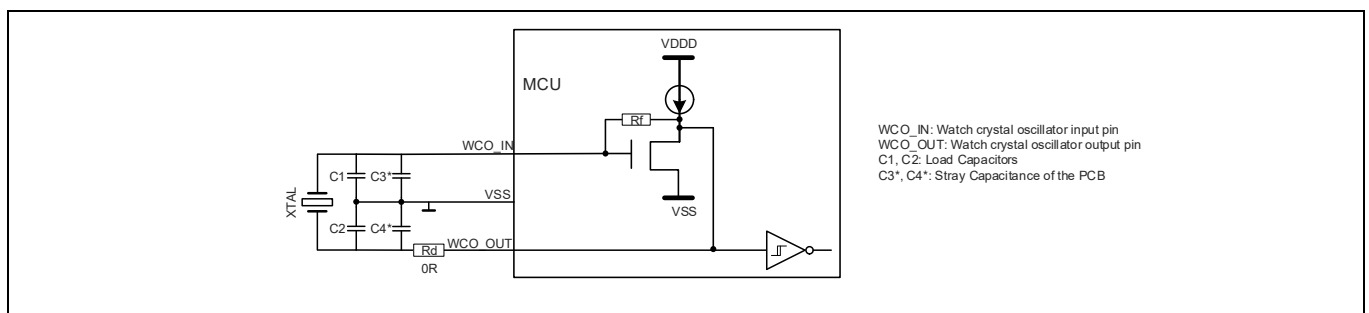 VDDD
MCU
Rf
WCO_IN
C1
C3*
VSS
XTAL
VSS
C2
C4*
Rd
WCO_OUT
0R
WCO_IN: Watch crystal oscillator input pin
WCO_OUT: Watch crystal oscillator output pin
C1, C2: Load Capacitors
C3*, C4*: Stray Capacitance of the PCB